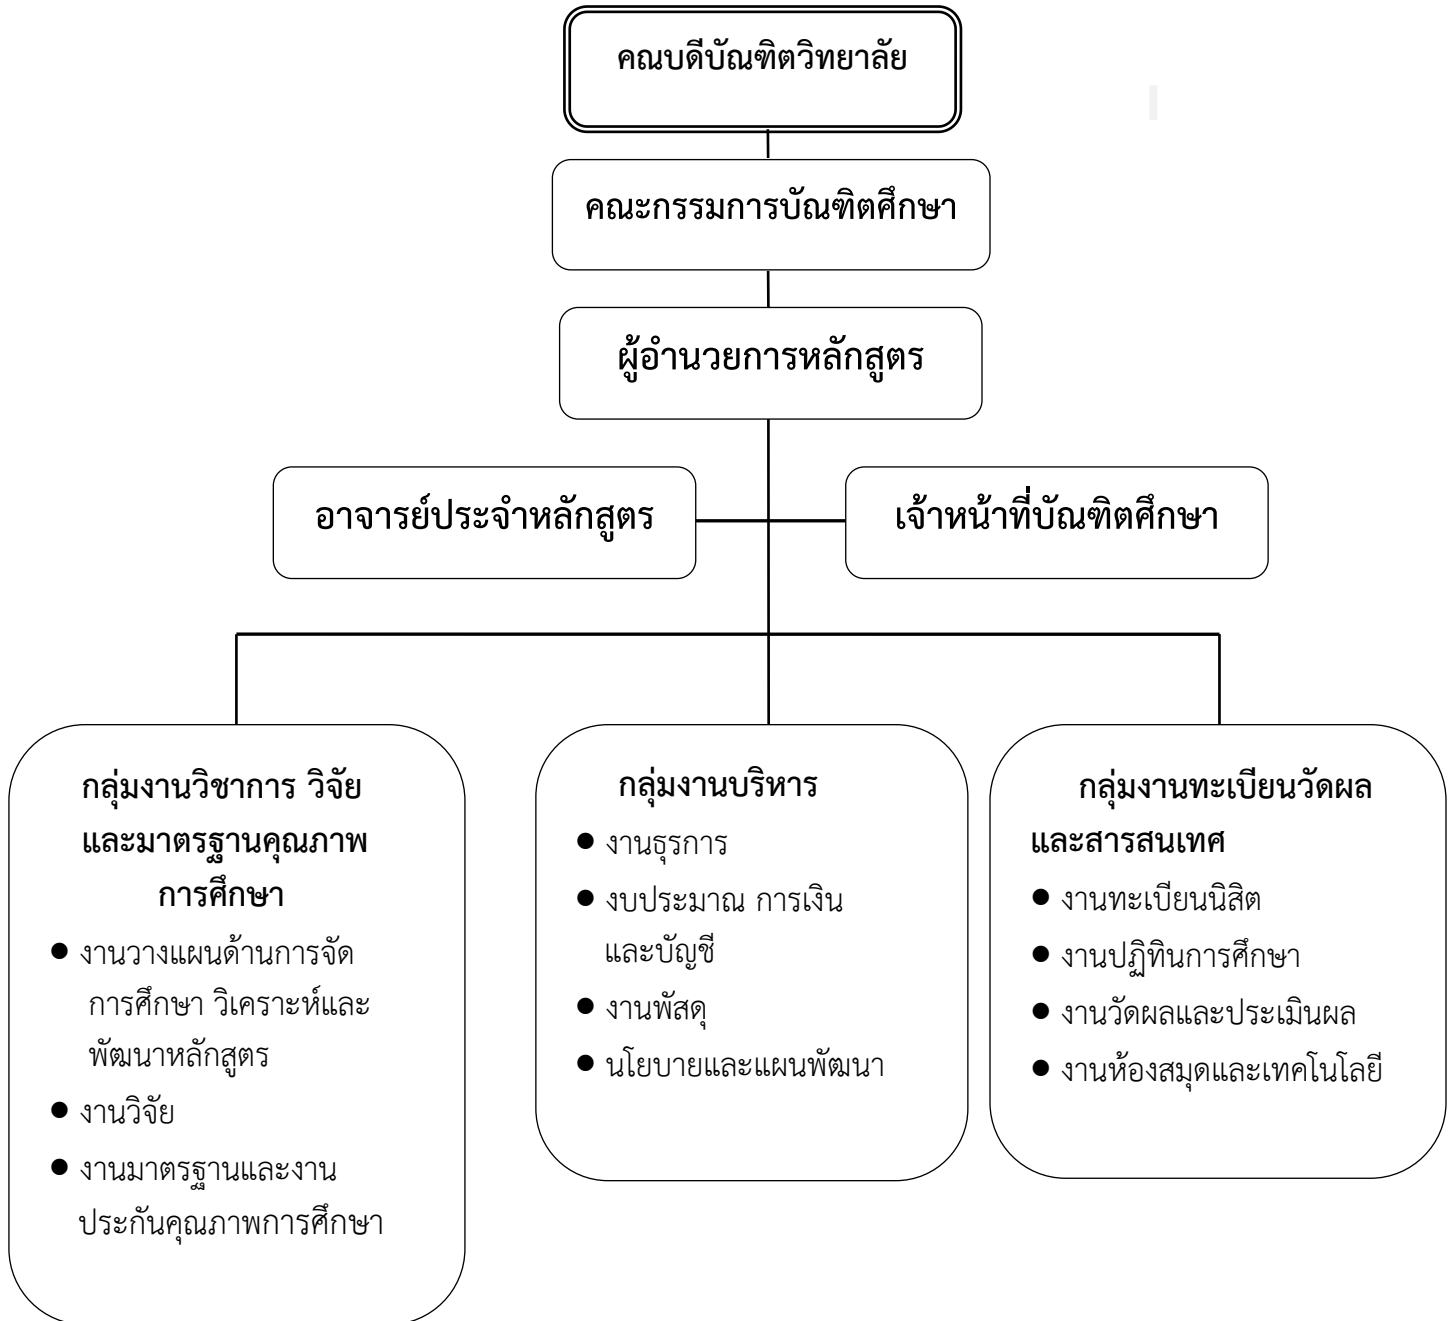 คณบดีบัณฑิตวิทยาลัย
คณะกรรมการบัณฑิตศึกษา
ผู้อำนวยการหลักสูตร
อาจารย์ประจำหลักสูตร
เจ้าหน้าที่บัณฑิตศึกษา
กลุ่มงานวิชาการ วิจัย
และมาตรฐานคุณภาพ
การศึกษา
● งานวางแผนด้านการจัด
การศึกษา วิเคราะห์และ
พัฒนาหลักสูตร
● งานวิจัย
● งานมาตรฐานและงาน
ประกันคุณภาพการศึกษา
กลุ่มงานบริหาร
● งานธุรการ
● งบประมาณ การเงิน
และบัญชี
● งานพัสดุ
● นโยบายและแผนพัฒนา
กลุ่มงานทะเบียนวัดผล
และสารสนเทศ
● งานทะเบียนนิสิต
● งานปฏิทินการศึกษา
● งานวัดผลและประเมินผล
● งานห้องสมุดและเทคโนโลยี